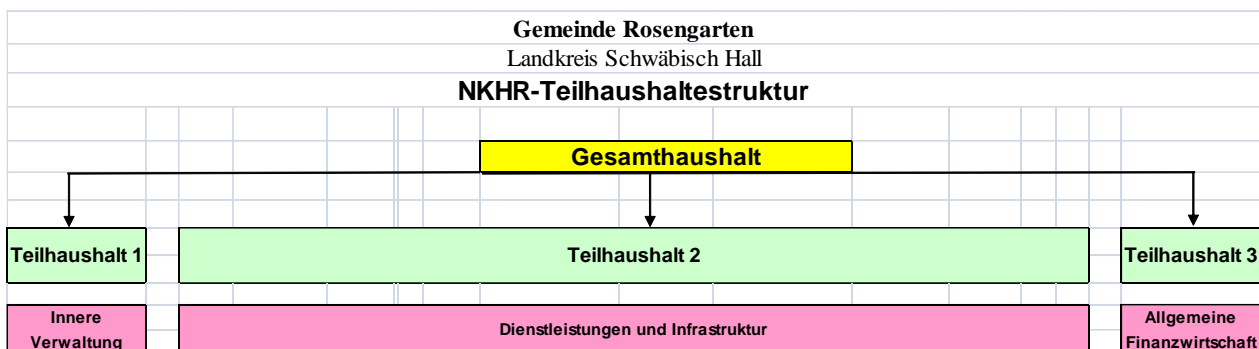 Gemeinde Rosengarten
Landkreis Schwäbisch Hall
NKHR-Teilhaushaltestruktur
Gesamthaushalt
Teilhaushalt 1
Teilhaushalt 2
Teilhaushalt 3
Innere
Verwaltung
Dienstleistungen und Infrastruktur
Allgemeine
Finanzwirtschaft